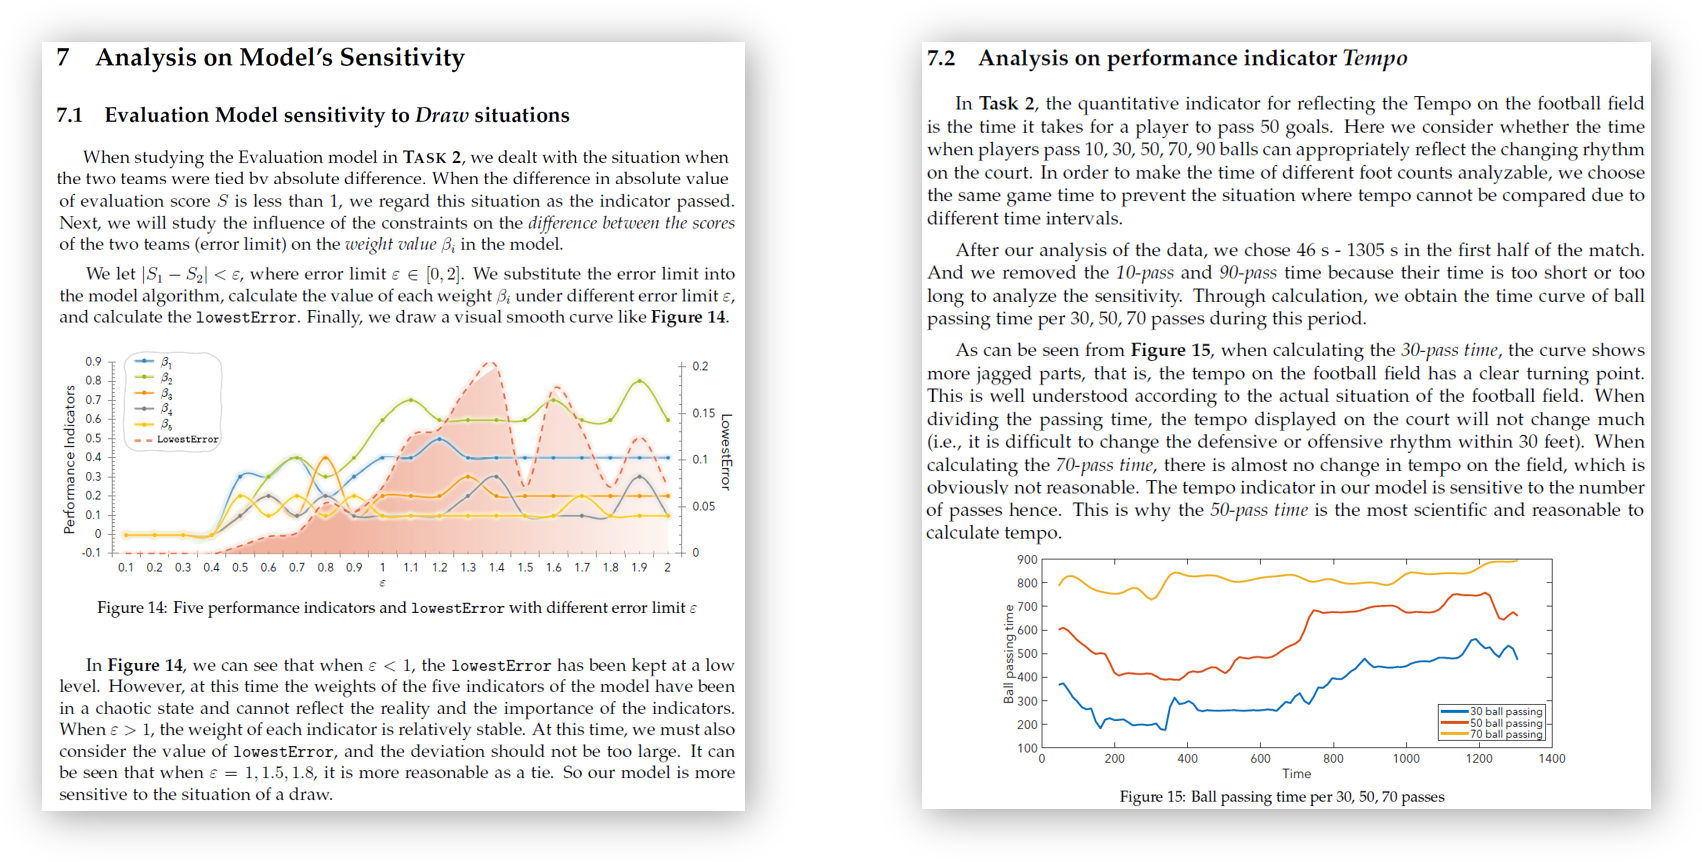 7 Analysis on Model's Sensitivity
7.1 Evaluation Model sensitivity to Draw situations
When studying the Evaluation model in TASK 2, we dealt with the situation when
the two teams were tied by absolute difference. When the difference in absolute value
of evaluation score S is less than 1, we regard this situation as the indicator passed.
Next, we will study the influence of the constraints on the difference between the scores
of the two teams (error limit) on the weight value βi in the model.
We let |S1 − S2| < ε, where error limit ε ∈ [0, 2]. We substitute the error limit into
the model algorithm, calculate the value of each weight βi under different error limit ε,
and calculate the lowestError. Finally, we draw a visual smooth curve like Figure 14.
Performance Indicators
0.9
0.8
0.7
0.6
0.5
0.4
0.3
0.2
0.1
0
-0.1
β1
β2
β3
β4
β5
LowestError
0.2
0.15
0.1
0.05
0
LowestError
0.1 0.2 0.3 0.4 0.5 0.6 0.7 0.8 0.9 1 1.1 1.2 1.3 1.4 1.5 1.6 1.7 1.8 1.9 2
ε
Figure 14: Five performance indicators and lowestError with different error limit ε
In Figure 14, we can see that when ε < 1, the lowestError has been kept at a low
level. However, at this time the weights of the five indicators of the model have been
in a chaotic state and cannot reflect the reality and the importance of the indicators.
When ε > 1, the weight of each indicator is relatively stable. At this time, we must also
consider the value of lowestError, and the deviation should not be too large. It can
be seen that when ε = 1, 1.5, 1.8, it is more reasonable as a tie. So our model is more
sensitive to the situation of a draw.
7.2 Analysis on performance indicator Tempo
In Task 2, the quantitative indicator for reflecting the Tempo on the football field
is the time it takes for a player to pass 50 goals. Here we consider whether the time
when players pass 10, 30, 50, 70, 90 balls can appropriately reflect the changing rhythm
on the court. In order to make the time of different foot counts analyzable, we choose
the same game time to prevent the situation where tempo cannot be compared due to
different time intervals.
After our analysis of the data, we chose 46 s - 1305 s in the first half of the match.
And we removed the 10-pass and 90-pass time because their time is too short or too
long to analyze the sensitivity. Through calculation, we obtain the time curve of ball
passing time per 30, 50, 70 passes during this period.
As can be seen from Figure 15, when calculating the 30-pass time, the curve shows
more jagged parts, that is, the tempo on the football field has a clear turning point.
This is well understood according to the actual situation of the football field. When
dividing the passing time, the tempo displayed on the court will not change much
(i.e., it is difficult to change the defensive or offensive rhythm within 30 feet). When
calculating the 70-pass time, there is almost no change in tempo on the field, which is
obviously not reasonable. The tempo indicator in our model is sensitive to the number
of passes hence. This is why the 50-pass time is the most scientific and reasonable to
calculate tempo.
Ball passing time
900
800
700
600
500
400
300
200
100
30 ball passing
50 ball passing
70 ball passing
0 200 400 600 800 1000 1200 1400
Time
Figure 15: Ball passing time per 30, 50, 70 passes